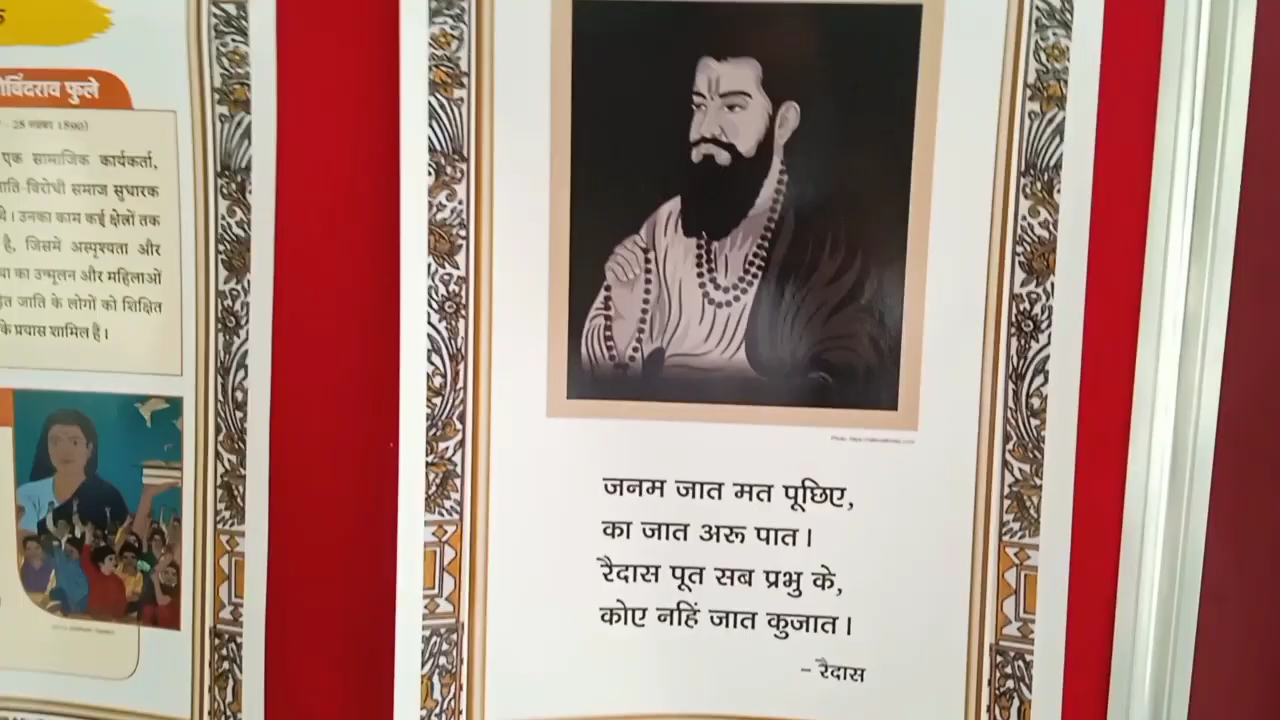 ोविंदराव फुले
- 28 नवम्बर 1890)
एक सामाजिक कार्यकर्ता,
ाति-विरोधी समाज सुधारक
थे। उनका काम कई क्षेत्रों तक
है, जिसमें अस्पृश्यता और
था का उन्मूलन और महिलाओं
ित जाति के लोगों को शिक्षित
के प्रयास शामिल हैं।
जनम जात मत पूछिए,
का जात अरू पात।
रैदास पूत सब प्रभु के,
कोए नहिं जात कुजात।
– रैदास